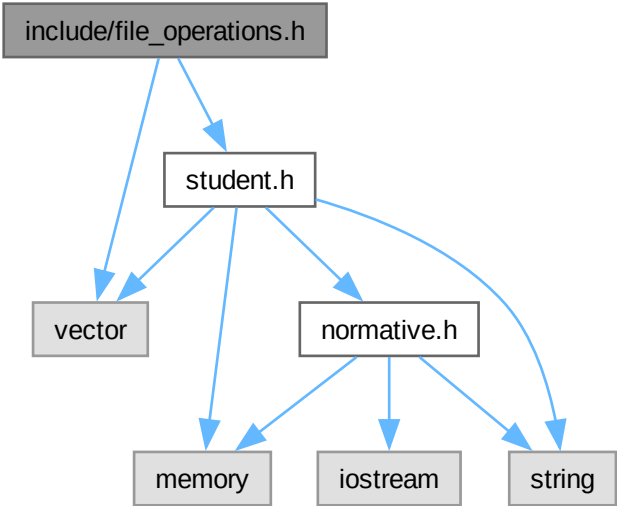 include/file_operations.h
student.h
vector
normative.h
memory
iostream
string